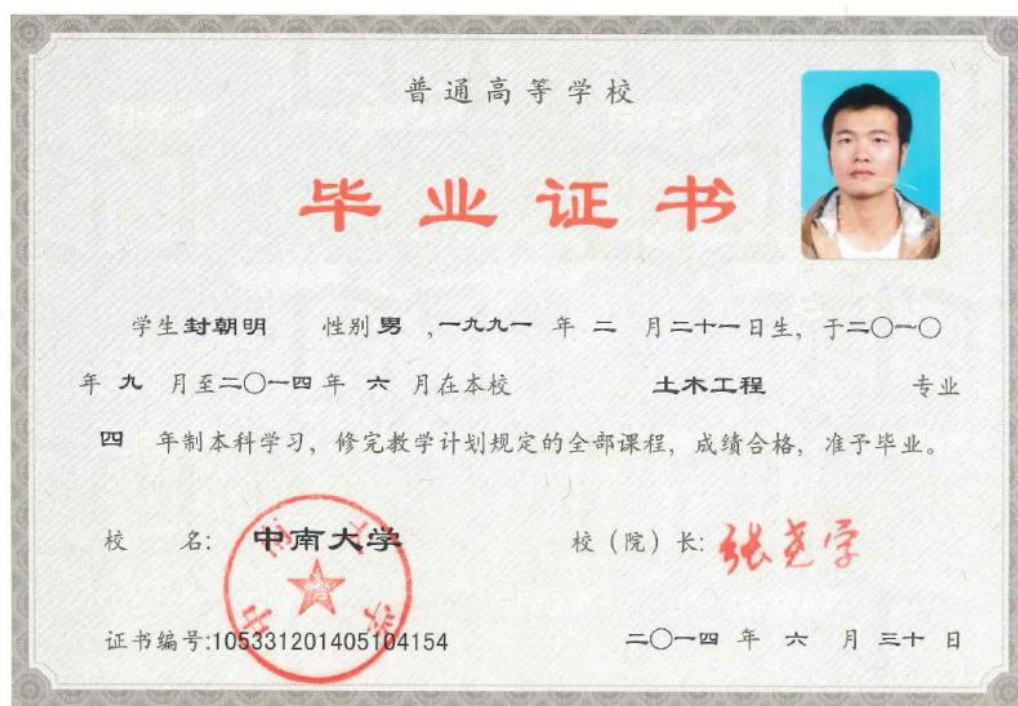 普通高等学校
毕业证书
学生封朝明 性别男,一九九一年二月二十一日生,于二〇一〇
年九月至二〇一四年六月在本校 土木工程 专业
四年制本科学习,修完教学计划规定的全部课程,成绩合格,准予毕业。
校 名: 中南大学
校(院)长: 张尧学
中南大学
证书编号:105331201405104154
二〇一四年六月三十日